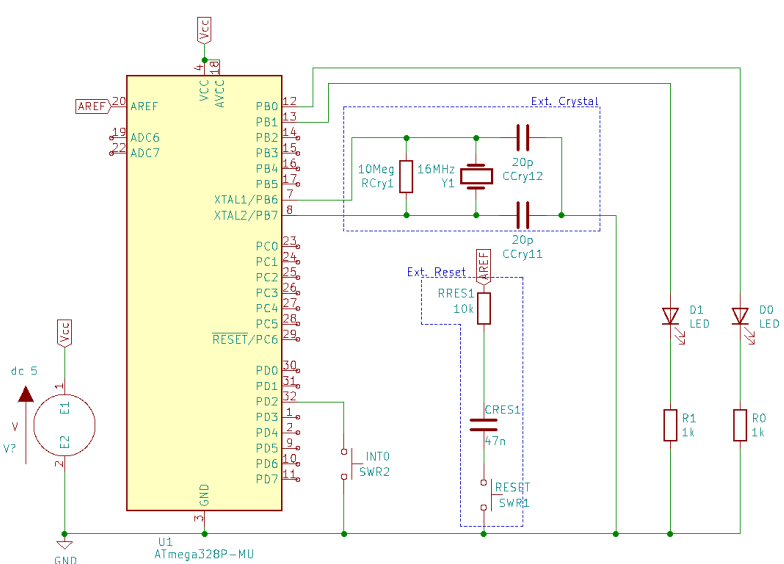 Vcc
4
18
VCC
AVCC
AREF
20
AREF
19
ADC6
22
ADC7
PB0
12
PB1
13
PB2
14
PB3
15
PB4
16
PB5
17
XTAL1/PB6
7
XTAL2/PB7
8
PC0
23
PC1
24
PC2
25
PC3
26
PC4
27
PC5
28
RESET/PC6
29
PD0
30
PD1
31
PD2
32
PD3
1
PD4
2
PD5
9
PD6
10
PD7
11
GND
3
U1
ATmega328P-MU
Ext. Crystal
10Meg
RCry1
16MHz
Y1
20p
CCry12
20p
CCry11
Ext. Reset
AREF
RRES1
10k
CRES1
47n
RESET
SWR1
INT0
SWR2
D1
LED
D0
LED
R1
1k
R0
1k
Vcc
dc 5
1
E1
V
V?
E2
2
GND